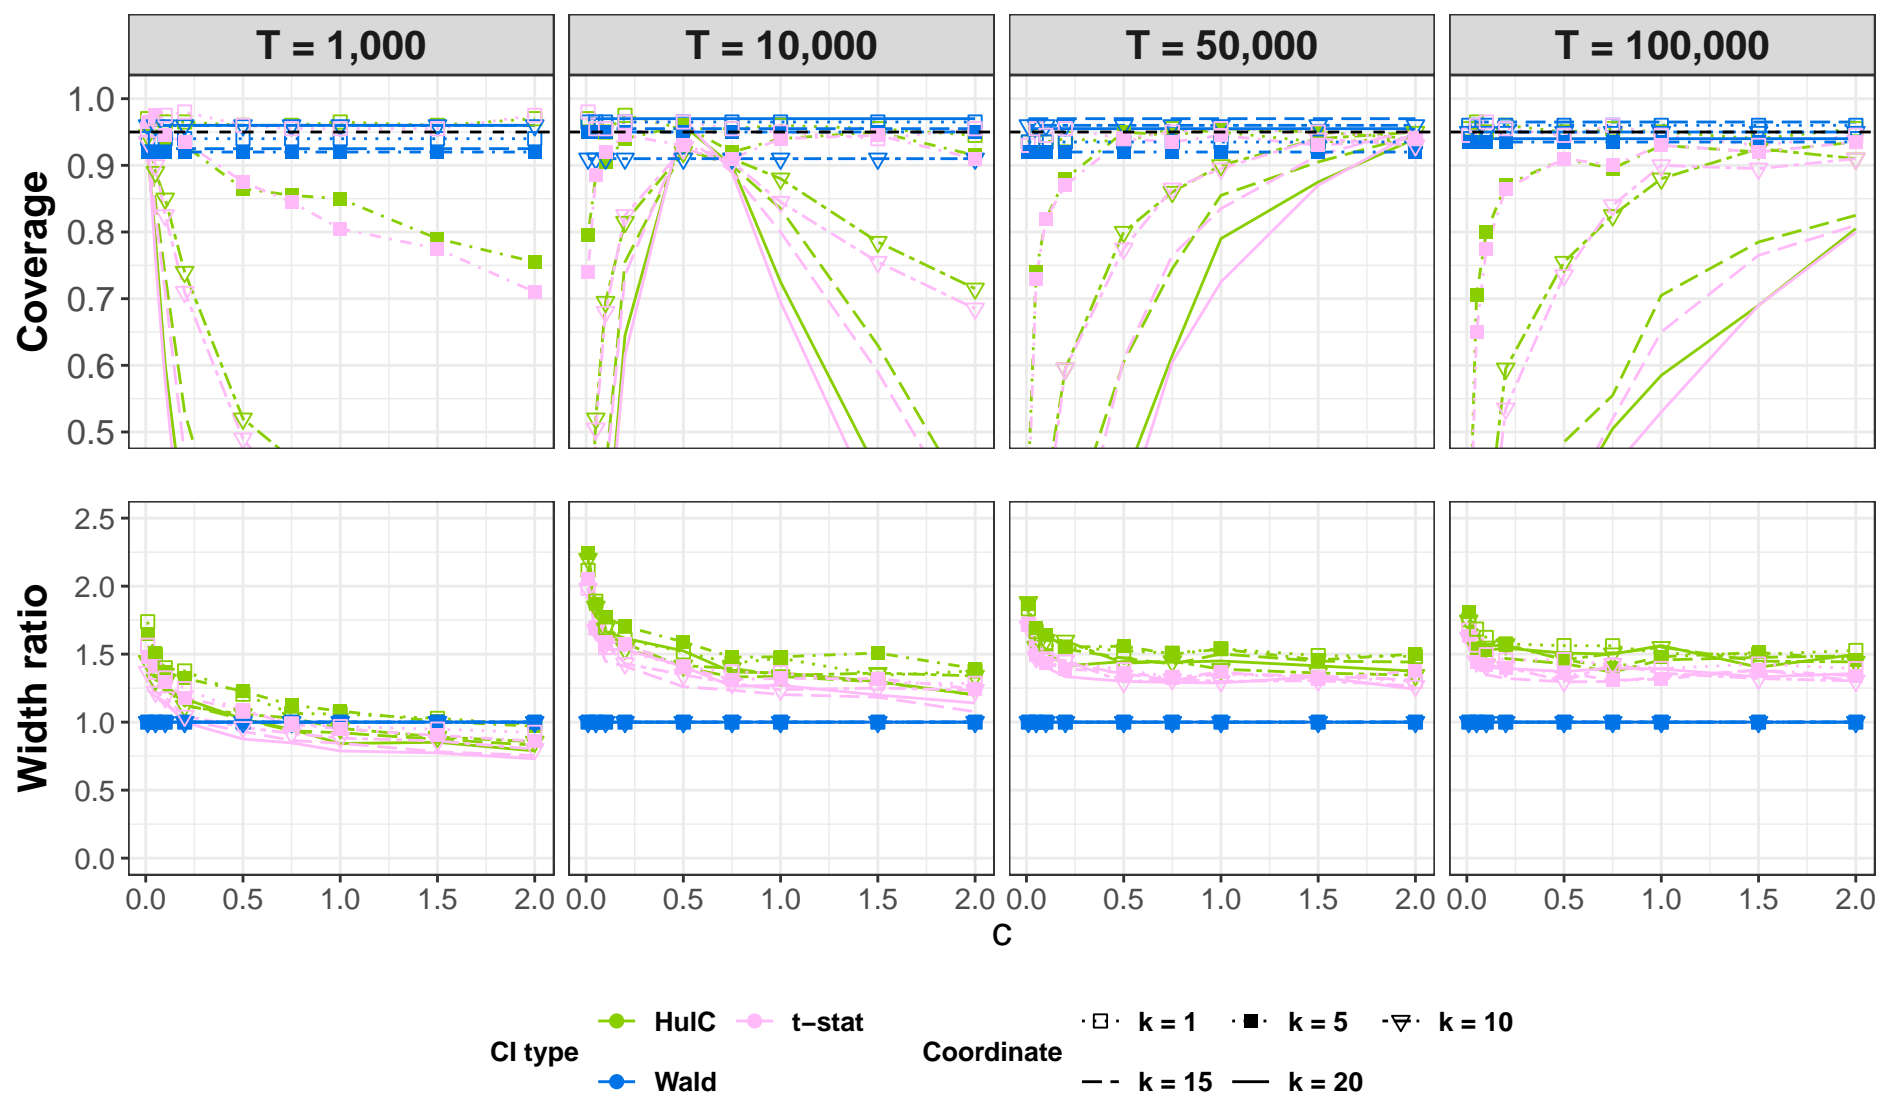 T = 1,000 T = 10,000 T = 50,000 T = 100,000
Coverage
1.0
0.9
0.8
0.7
0.6
0.5
Width ratio
2.5
2.0
1.5
1.0
0.5
0.0
0.0 0.5 1.0 1.5 2.0 0.0 0.5 1.0 1.5 2.0 0.0 0.5 1.0 1.5 2.0 0.0 0.5 1.0 1.5 2.0
c
CI type
HulC t−stat
Wald
Coordinate
k = 1 k = 5 k = 10
k = 15 k = 20